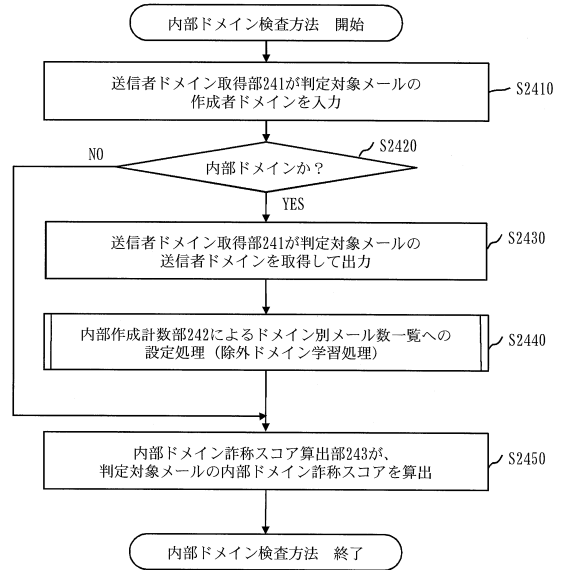 内部ドメイン検査方法 開始
送信者ドメイン取得部241が判定対象メールの
作成者ドメインを入力
S2410
内部ドメインか？
S2420
NO
YES
送信者ドメイン取得部241が判定対象メールの
送信者ドメインを取得して出力
S2430
内部作成計数部242によるドメイン別メール数一覧への
設定処理（除外ドメイン学習処理）
S2440
内部ドメイン詐称スコア算出部243が、
判定対象メールの内部ドメイン詐称スコアを算出
S2450
内部ドメイン検査方法 終了